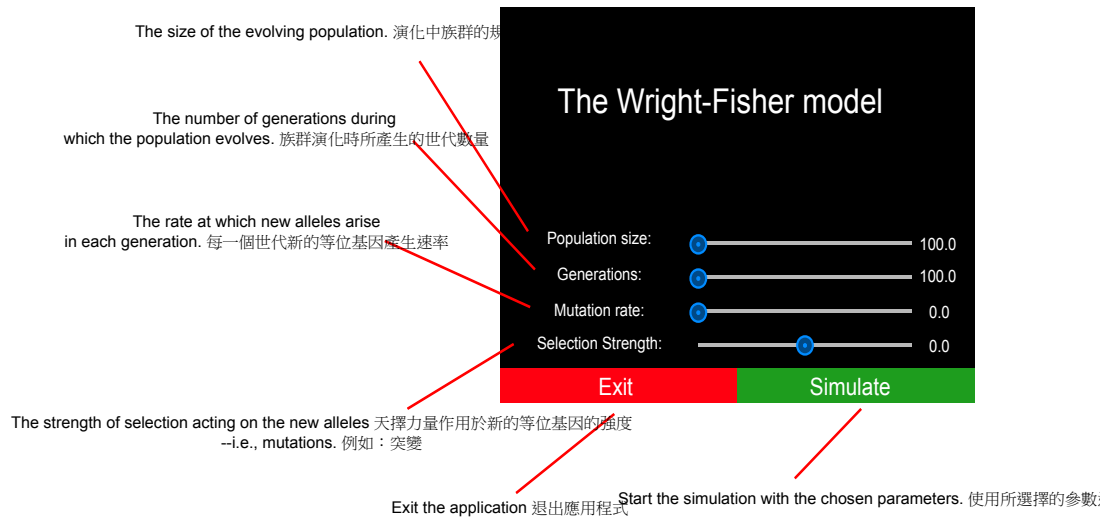 The size of the evolving population. 演化中族群的
The Wright-Fisher model
The number of generations during
which the population evolves. 族群演化時所產生的世代數量
The rate at which new alleles arise
in each generation. 每一個世代新的等位基因產生速率
Population size: 100.0
Generations: 100.0
Mutation rate: 0.0
Selection Strength: 0.0
Exit Simulate
The strength of selection acting on the new alleles 天擇力量作用於新的等位基因的強度
--i.e., mutations. 例如：突變
Exit the application 退出應用程式
Start the simulation with the chosen parameters. 使用所選擇的參數